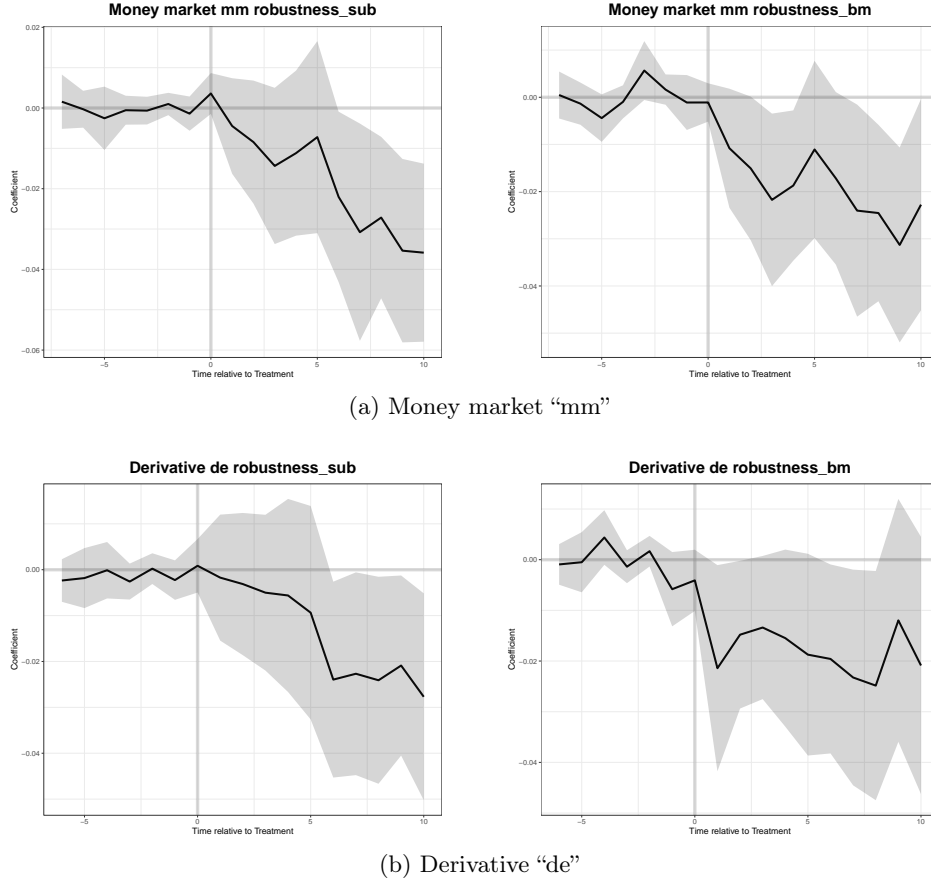 Money market mm robustness_sub
Money market mm robustness_bm
0.02
0.00
−0.02
−0.04
−0.06
Coefficient
−5
0
5
10
Time relative to Treatment
0.00
−0.02
−0.04
Coefficient
−5
0
5
10
Time relative to Treatment
(a) Money market “mm”
Derivative de robustness_sub
Derivative de robustness_bm
0.00
−0.02
−0.04
Coefficient
−5
0
5
10
Time relative to Treatment
0.00
−0.02
−0.04
Coefficient
−5
0
5
10
Time relative to Treatment
(b) Derivative “de”